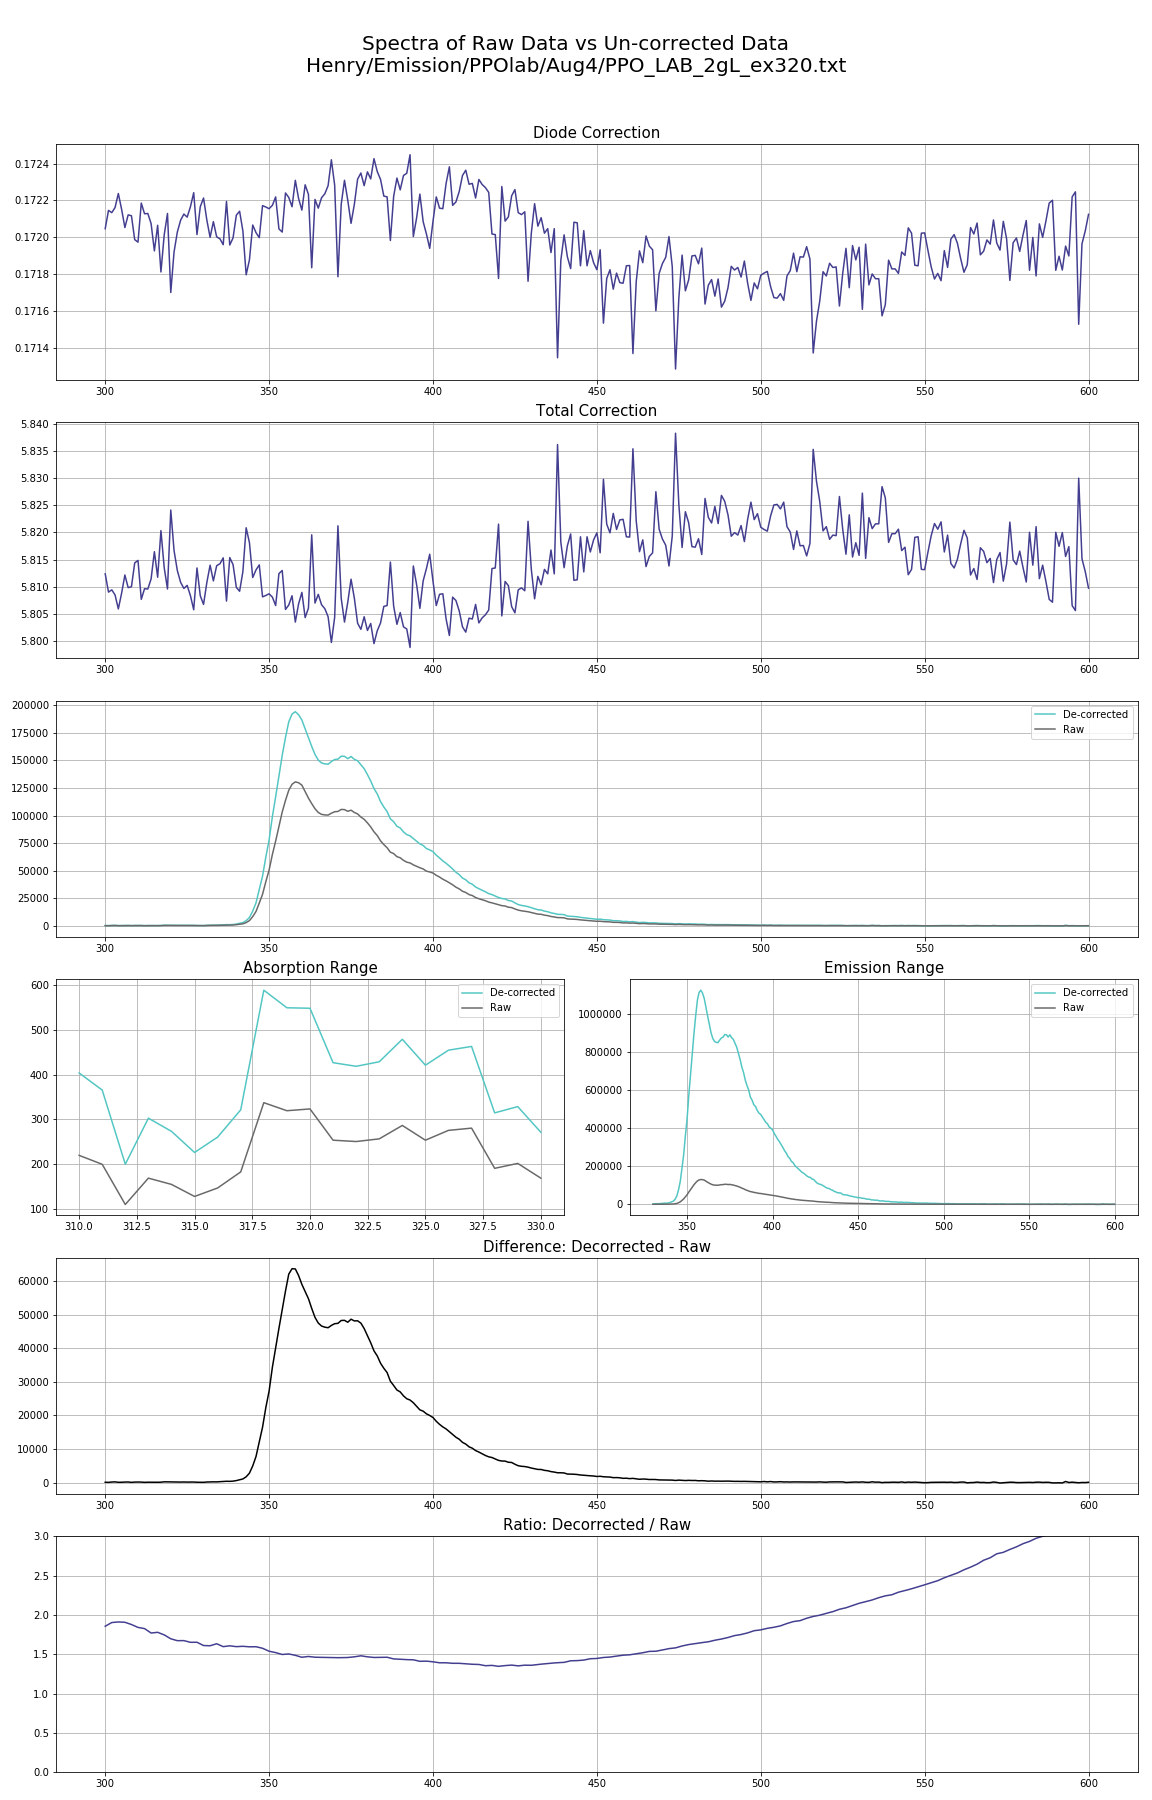 Spectra of Raw Data vs Un-corrected Data
Henry/Emission/PPOlab/Aug4/PPO_LAB_2gL_ex320.txt
Diode Correction
0.1724
0.1722
0.1720
0.1718
0.1716
0.1714
300 350 400 450 500 550 600
Total Correction
5.840
5.835
5.830
5.825
5.820
5.815
5.810
5.805
5.800
300 350 400 450 500 550 600
200000
175000
150000
125000
100000
75000
50000
25000
0
De-corrected
Raw
300 350 400 450 500 550 600
Absorption Range
600
500
400
300
200
100
De-corrected
Raw
310.0 312.5 315.0 317.5 320.0 322.5 325.0 327.5 330.0
Emission Range
1000000
800000
600000
400000
200000
0
De-corrected
Raw
350 400 450 500 550 600
Difference: Decorrected - Raw
60000
50000
40000
30000
20000
10000
0
300 350 400 450 500 550 600
Ratio: Decorrected / Raw
3.0
2.5
2.0
1.5
1.0
0.5
0.0
300 350 400 450 500 550 600